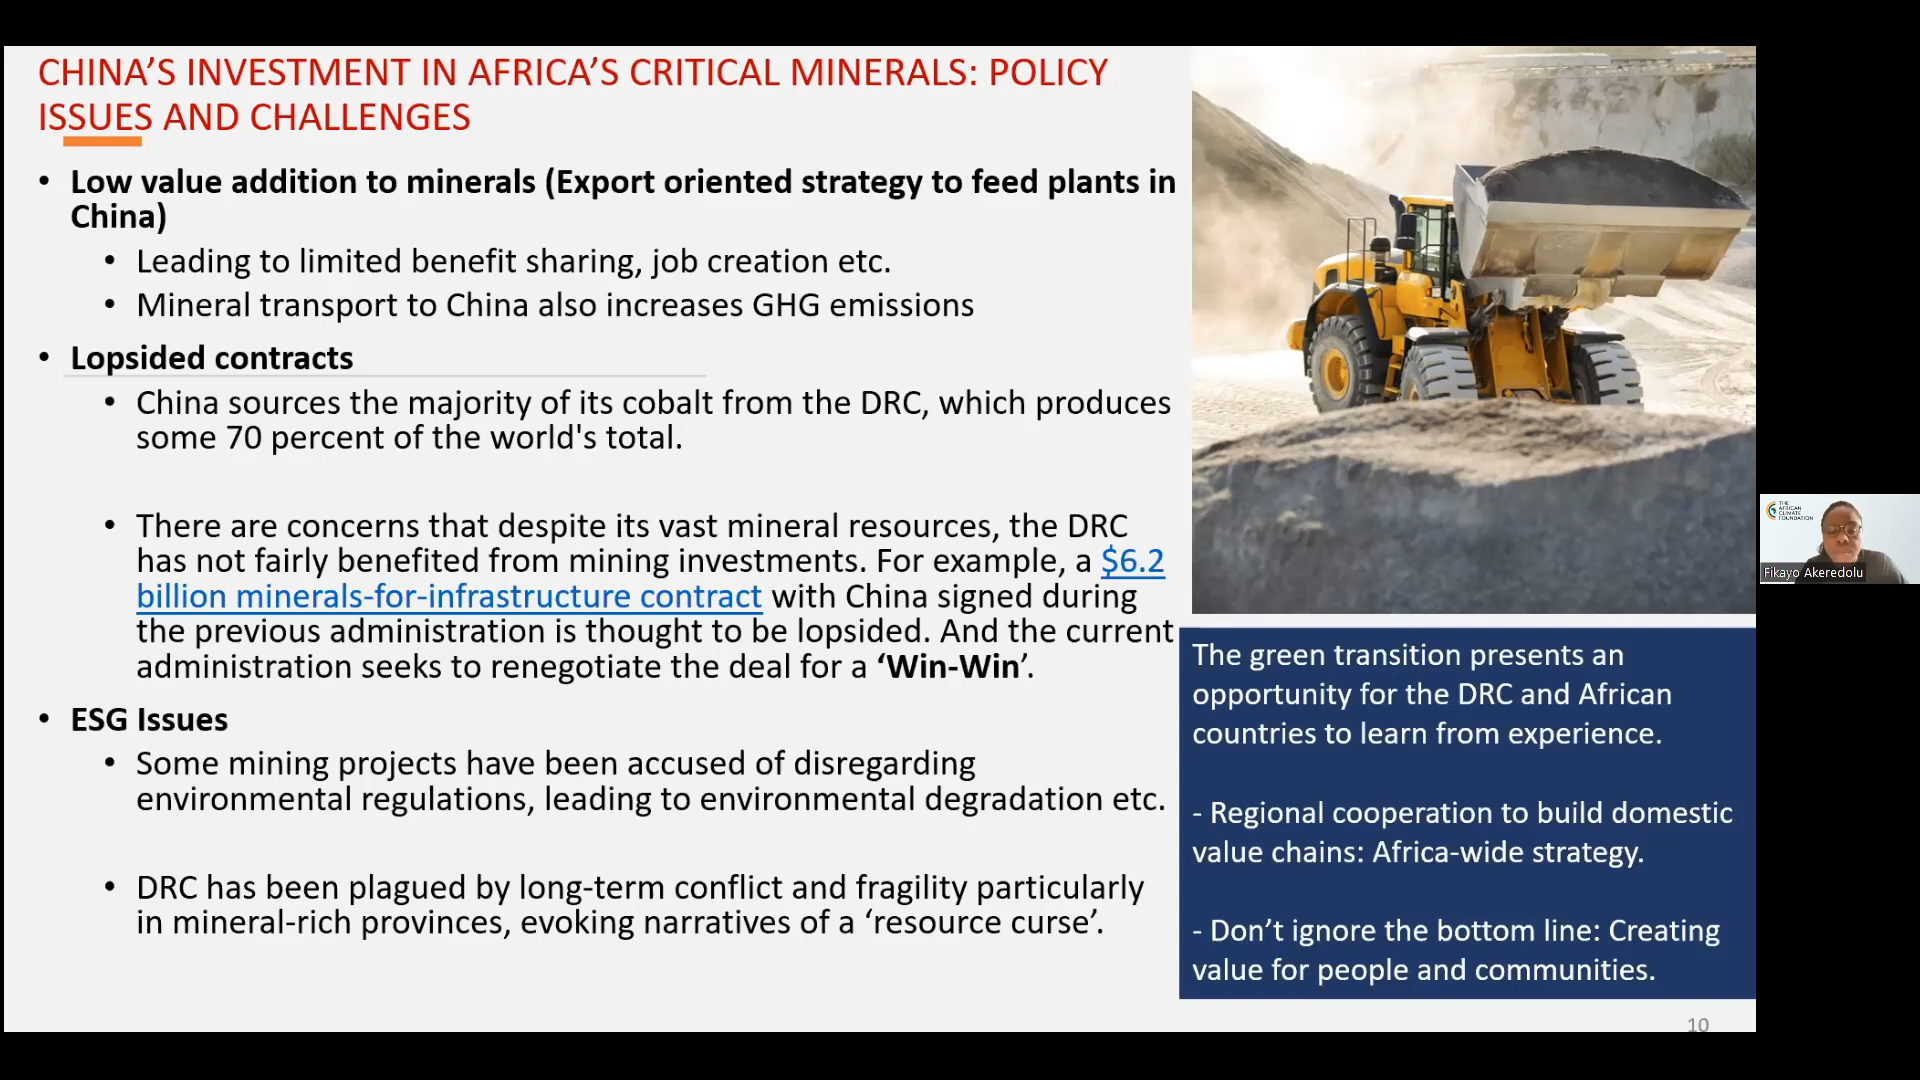 CHINA’S INVESTMENT IN AFRICA’S CRITICAL MINERALS: POLICY
ISSUES AND CHALLENGES
• Low value addition to minerals (Export oriented strategy to feed plants in
China)
• Leading to limited benefit sharing, job creation etc.
• Mineral transport to China also increases GHG emissions
• Lopsided contracts
• China sources the majority of its cobalt from the DRC, which produces
some 70 percent of the world's total.
• There are concerns that despite its vast mineral resources, the DRC
has not fairly benefited from mining investments. For example, a $6.2
billion minerals-for-infrastructure contract with China signed during
the previous administration is thought to be lopsided. And the current
administration seeks to renegotiate the deal for a ‘Win-Win’.
• ESG Issues
• Some mining projects have been accused of disregarding
environmental regulations, leading to environmental degradation etc.
• DRC has been plagued by long-term conflict and fragility particularly
in mineral-rich provinces, evoking narratives of a ‘resource curse’.
The green transition presents an
opportunity for the DRC and African
countries to learn from experience.
- Regional cooperation to build domestic
value chains: Africa-wide strategy.
- Don’t ignore the bottom line: Creating
value for people and communities.
10
THE
AFRICAN
CLIMATE
FOUNDATION
Fikayo Akeredolu